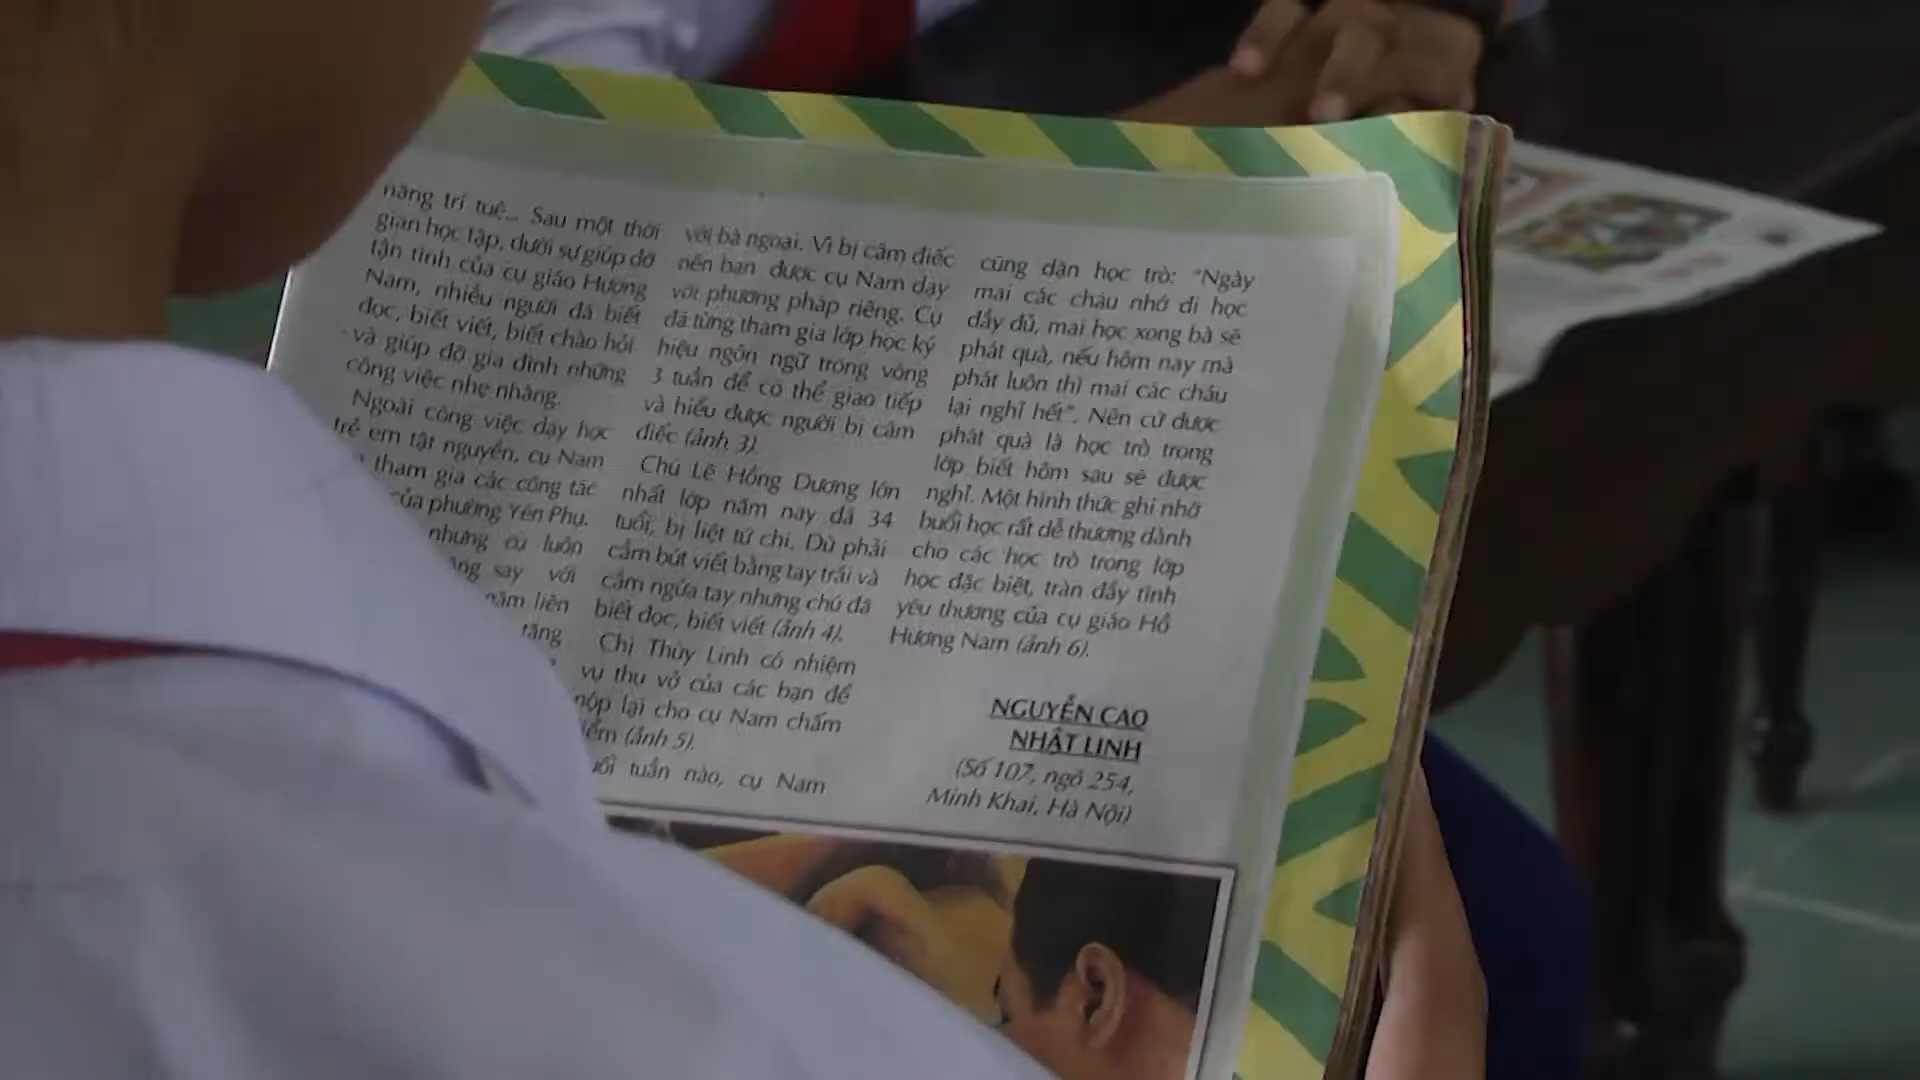 năng trí tuệ... Sau một thời
gian học tập, dưới sự giúp đỡ
tận tình của cụ giáo Hương
Nam, nhiều người đã biết
đọc, biết viết, biết chào hỏi
và giúp đỡ gia đình những
công việc nhẹ nhàng.
Ngoài công việc dạy học
trẻ em tật nguyền, cụ Nam
tham gia các công tác
của phường Yên Phụ.
nhưng cụ luôn
say với
năm liên
tăng
với bà ngoại. Vì bị câm điếc
nên bạn được cụ Nam dạy
với phương pháp riêng. Cụ
đã từng tham gia lớp học ký
hiệu ngôn ngữ trong vòng
3 tuần để có thể giao tiếp
và hiểu được người bị câm
điếc (ảnh 3).
Chú Lê Hồng Dương lớn
nhất lớp năm nay đã 34
tuổi, bị liệt tứ chi. Dù phải
cầm bút viết bằng tay trái và
cầm ngửa tay nhưng chú đã
biết đọc, biết viết (ảnh 4).
Chị Thùy Linh có nhiệm
vụ thu vở của các bạn để
nộp lại cho cụ Nam chấm
(ảnh 5).
tuần nào, cụ Nam
cũng dặn học trò: "Ngày
mai các cháu nhớ đi học
đầy đủ, mai học xong bà sẽ
phát quà, nếu hôm nay mà
phát luôn thì mai các cháu
lại nghỉ hết". Nên cứ được
phát quà là học trò trong
lớp biết hôm sau sẽ được
nghỉ. Một hình thức ghi nhớ
buổi học rất dễ thương dành
cho các học trò trong lớp
học đặc biệt, tràn đầy tình
yêu thương của cụ giáo Hồ
Hương Nam (ảnh 6).
NGUYỄN CAO
NHẬT LINH
(Số 107, ngõ 254,
Minh Khai, Hà Nội)